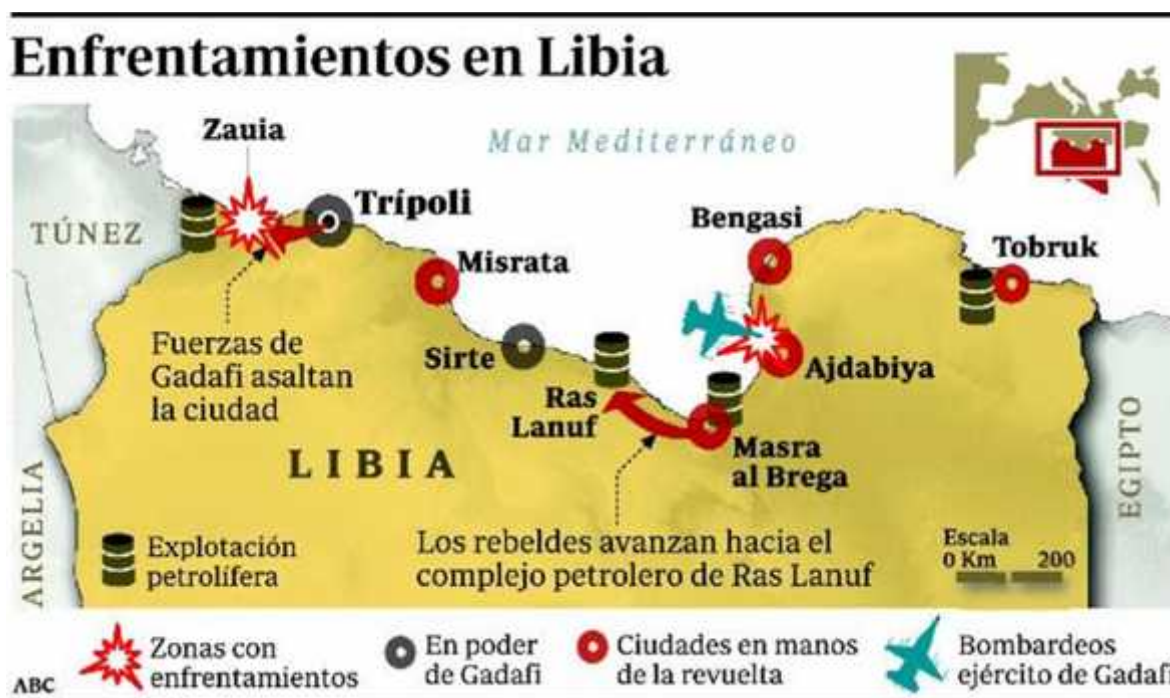 Enfrentamientos en Libia
Zauia
Mar Mediterráneo
Trípoli
Bengasi
TÚNEZ
Misrata
Tobruk
Fuerzas de
Gadafi asaltan
la ciudad
Sirte
Ajdabiya
Ras
Lanuf
Masra
al Brega
LIBIA
ARGELIA
EGIPTO
Los rebeldes avanzan hacia el
complejo petrolero de Ras Lanuf
Explotación
petrolífera
Escala
0 Km 200
Zonas con
enfrentamientos
En poder
de Gadafi
Ciudades en manos
de la revuelta
Bombardeos
ejército de Gadafi
ABC